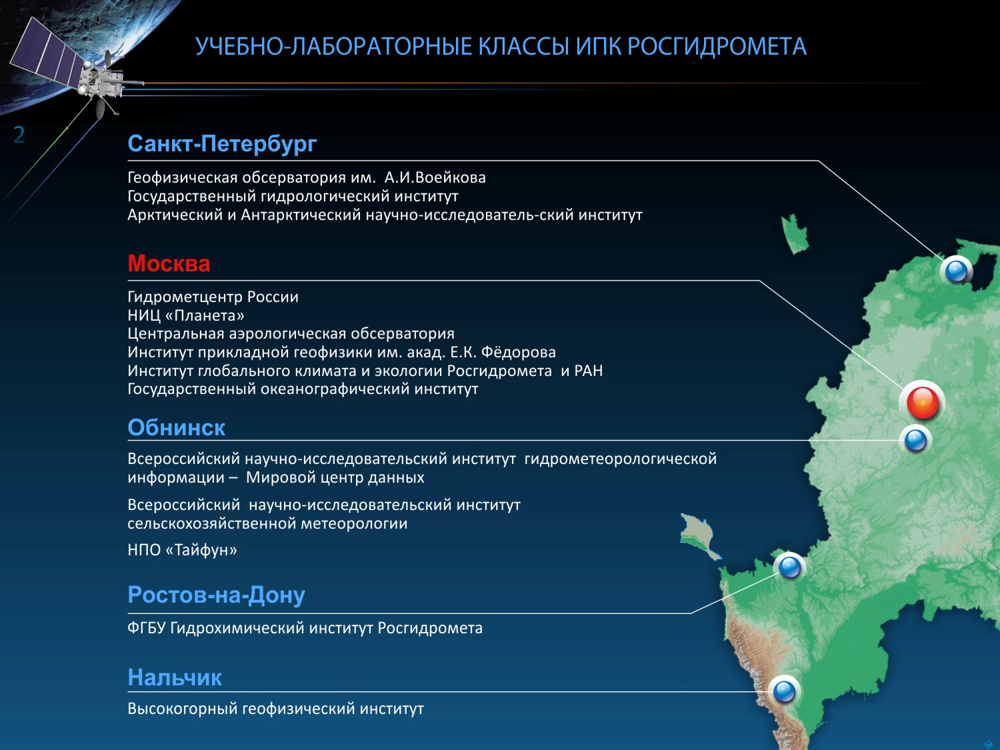 УЧЕБНО-ЛАБОРАТОРНЫЕ КЛАССЫ ИПК РОСГИДРОМЕТА
2
Санкт-Петербург
Геофизическая обсерватория им.  А.И.Воейкова
Государственный гидрологический институт
Арктический и Антарктический научно-исследователь-ский институт
Москва
Гидрометцентр России
НИЦ «Планета»
Центральная аэрологическая обсерватория
Институт прикладной геофизики им. акад. Е.К. Фёдорова
Институт глобального климата и экологии Росгидромета  и РАН
Государственный океанографический институт
Обнинск
Всероссийский научно-исследовательский институт  гидрометеорологической
информации –  Мировой центр данных
Всероссийский  научно-исследовательский институт
сельскохозяйственной метеорологии
НПО «Тайфун»
Ростов-на-Дону
ФГБУ Гидрохимический институт Росгидромета
Нальчик
Высокогорный геофизический институт